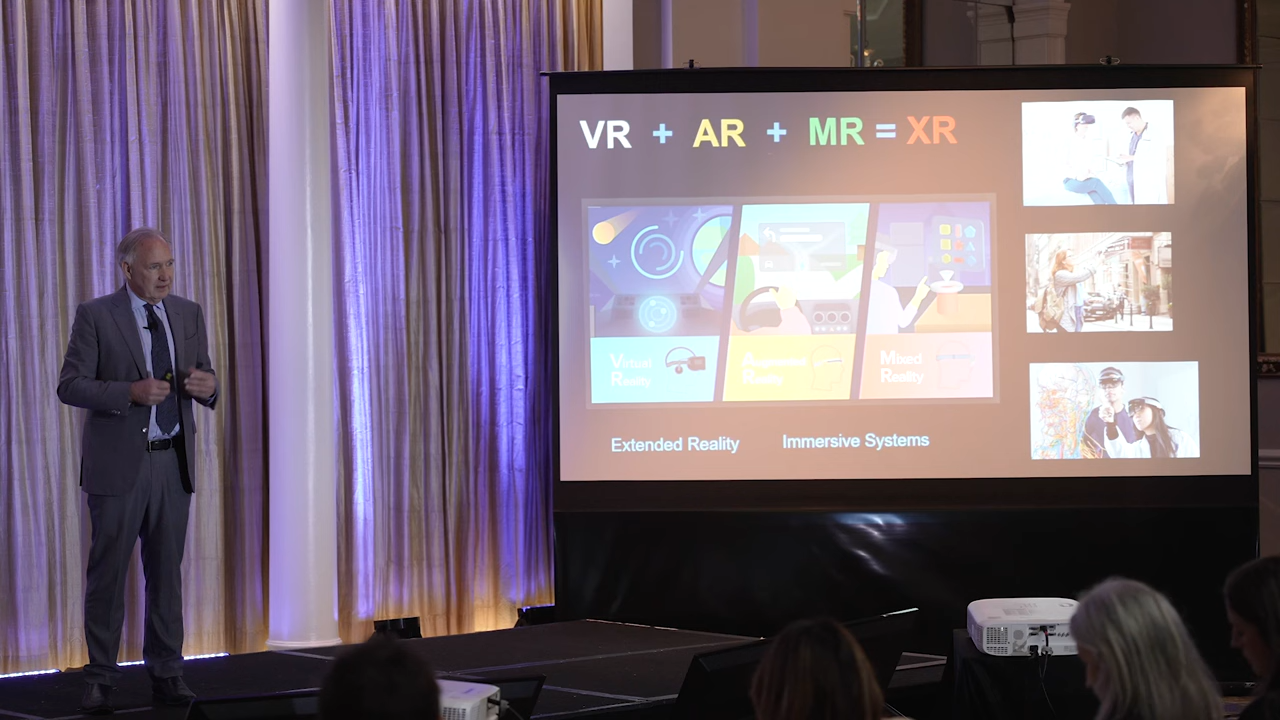 VR + AR + MR = XR
Virtual
Reality
Augmented
Reality
Mixed
Reality
Extended Reality
Immersive Systems